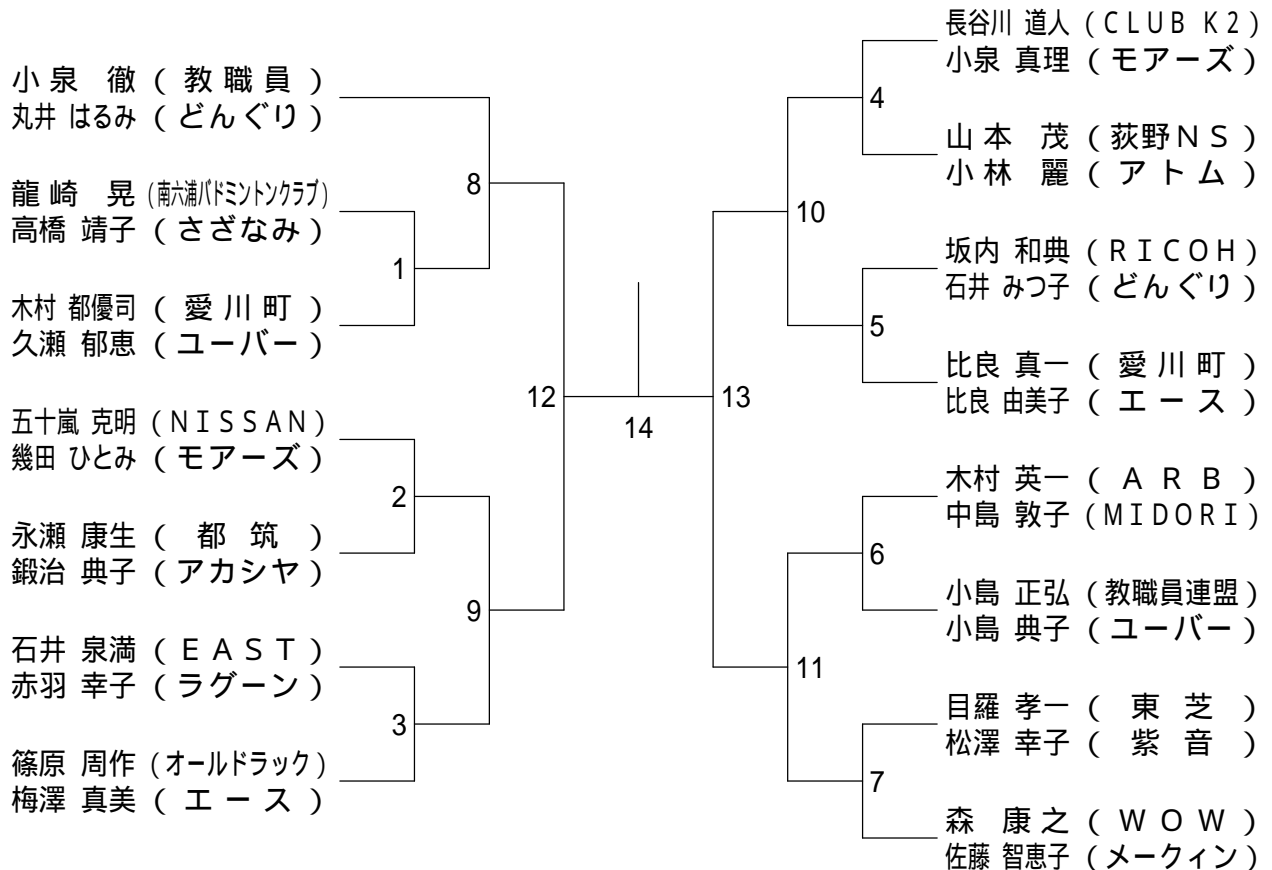 小泉 徹 (教職員)
丸井 はるみ (どんぐり)
龍崎 晃 (南六浦バドミントンクラブ)
高橋 靖子 (さざなみ)
木村 都優司 (愛川町)
久瀬 郁恵 (ユーバー)
五十嵐 克明 (NISSAN)
幾田 ひとみ (モアーズ)
永瀬 康生 (都筑)
鍛治 典子 (アカシヤ)
石井 泉満 (EAST)
赤羽 幸子 (ラグーン)
篠原 周作 (オールドラック)
梅澤 真美 (エース)
8
1
2
9
3
12
14
13
4
10
5
6
11
7
長谷川 道人 (CLUB K2)
小泉 真理 (モアーズ)
山本 茂 (荻野NS)
小林 麗 (アトム)
坂内 和典 (RICOH)
石井 みつ子 (どんぐり)
比良 真一 (愛川町)
比良 由美子 (エース)
木村 英一 (ARB)
中島 敦子 (MIDORI)
小島 正弘 (教職員連盟)
小島 典子 (ユーバー)
目羅 孝一 (東芝)
松澤 幸子 (紫音)
森 康之 (WOW)
佐藤 智恵子 (メークィン)